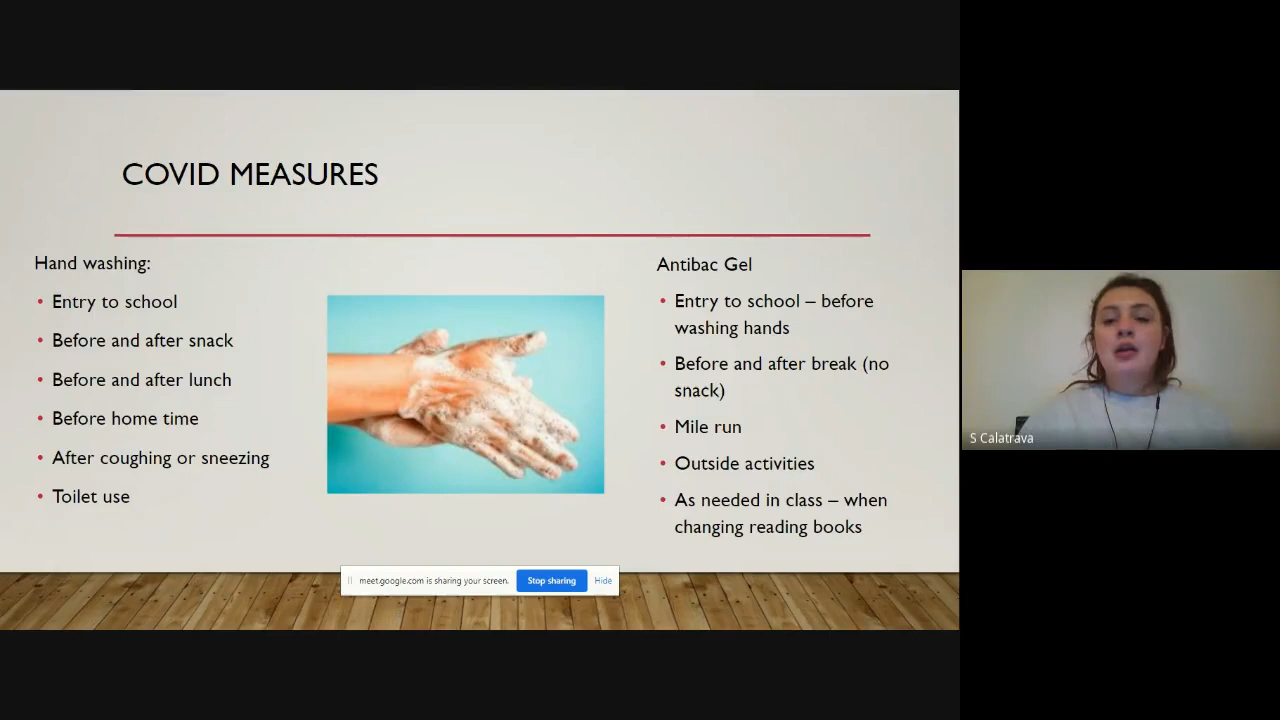 COVID MEASURES
Hand washing:
• Entry to school
• Before and after snack
• Before and after lunch
• Before home time
• After coughing or sneezing
• Toilet use
Antibac Gel
• Entry to school – before
washing hands
• Before and after break (no
snack)
• Mile run
• Outside activities
• As needed in class – when
changing reading books
meet.google.com is sharing your screen. Stop sharing Hide
S Calatrava